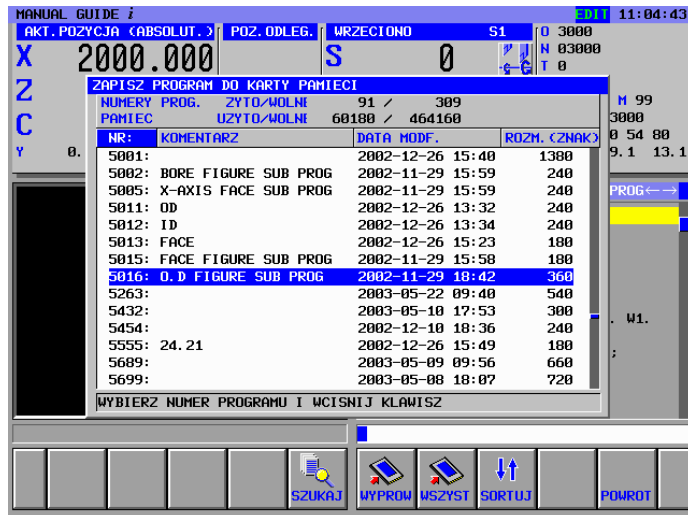 MANUAL GUIDE i EDIT 11:04:43
AKT.POZYCJA (ABSOLUT.) POZ.ODLEG. WRZECIONO S1 O 3000
X 2000.000 S 0 N 03000
T 0
ZAPISZ PROGRAM DO KARTY PAMIECI
Z NUMERY PROG. ZYTO/WOLNE 91 / 309 M 99
C PAMIEC UZYTO/WOLNE 60180 / 464160 3000
NR: KOMENTARZ DATA MODF. ROZM.(ZNAK) 0 54 80
Y 0. 9.1 13.1
5001: 2002-12-26 15:40 1380
5002: BORE FIGURE SUB PROG 2002-11-29 15:59 240
5005: X-AXIS FACE SUB PROG 2002-11-29 15:59 240 PROG←→
5011: OD 2002-12-26 13:32 240
5012: ID 2002-12-26 13:34 240
5013: FACE 2002-12-26 15:23 180
5015: FACE FIGURE SUB PROG 2002-11-29 15:58 180
5016: O.D FIGURE SUB PROG 2002-11-29 18:42 360
5263: 2003-05-22 09:40 540
5432: 2003-05-10 17:53 300 . W1.
5454: 2002-12-10 18:36 240
5555: 24.21 2002-12-26 15:49 180 ;
5689: 2003-05-09 09:56 660
5699: 2003-05-08 18:07 720
WYBIERZ NUMER PROGRAMU I WCISNIJ KLAWISZ
SZUKAJ WYPROW WSZYST SORTUJ POWROT